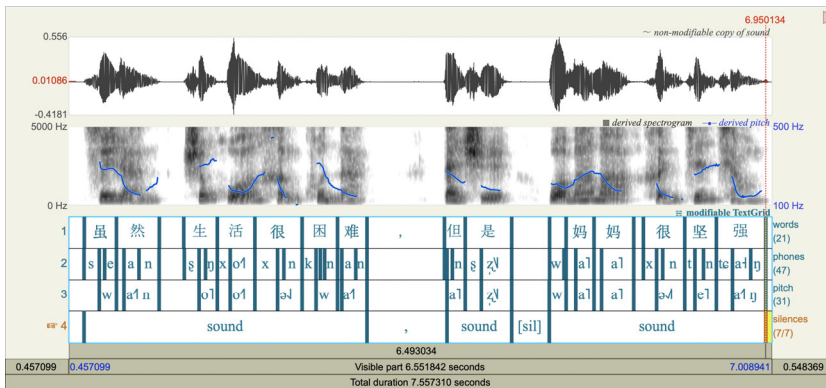 6.950134
0.556
~ non-modifiable copy of sound
0.01086
-0.4181
5000 Hz
derived spectrogram
derived pitch
500 Hz
0 Hz
100 Hz
modifiable TextGrid
1 虽 然 生 活 很 困 难 , 但 是 妈 妈 很 坚 强 words (21)
2 phones (47)
3 pitch (31)
4 sound , sound [sil] sound silences (7/7)
6.493034
0.457099 0.457099 Visible part 6.551842 seconds 7.008941 0.548369
Total duration 7.557310 seconds